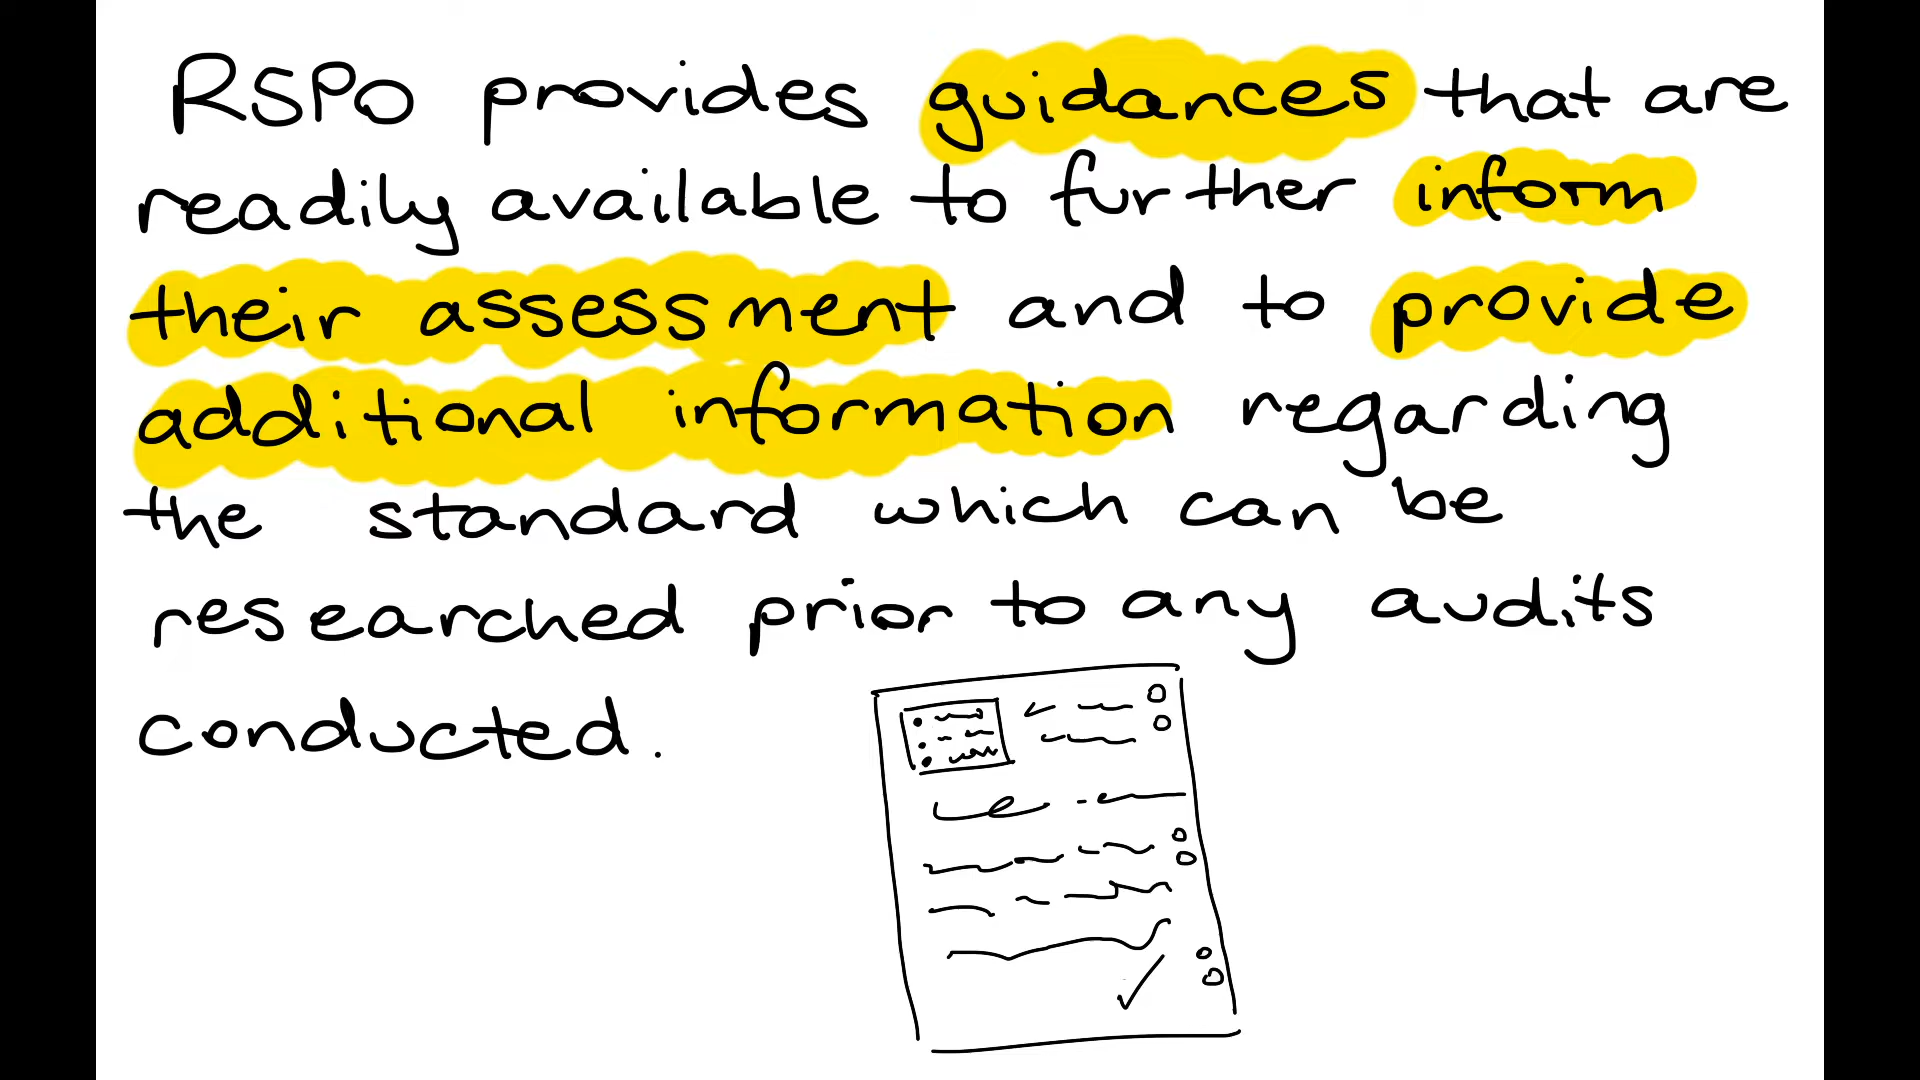 RSPO provides guidances that are
readily available to further inform
their assessment and to provide
additional information regarding
the standard which can be
researched prior to any audits
conducted.